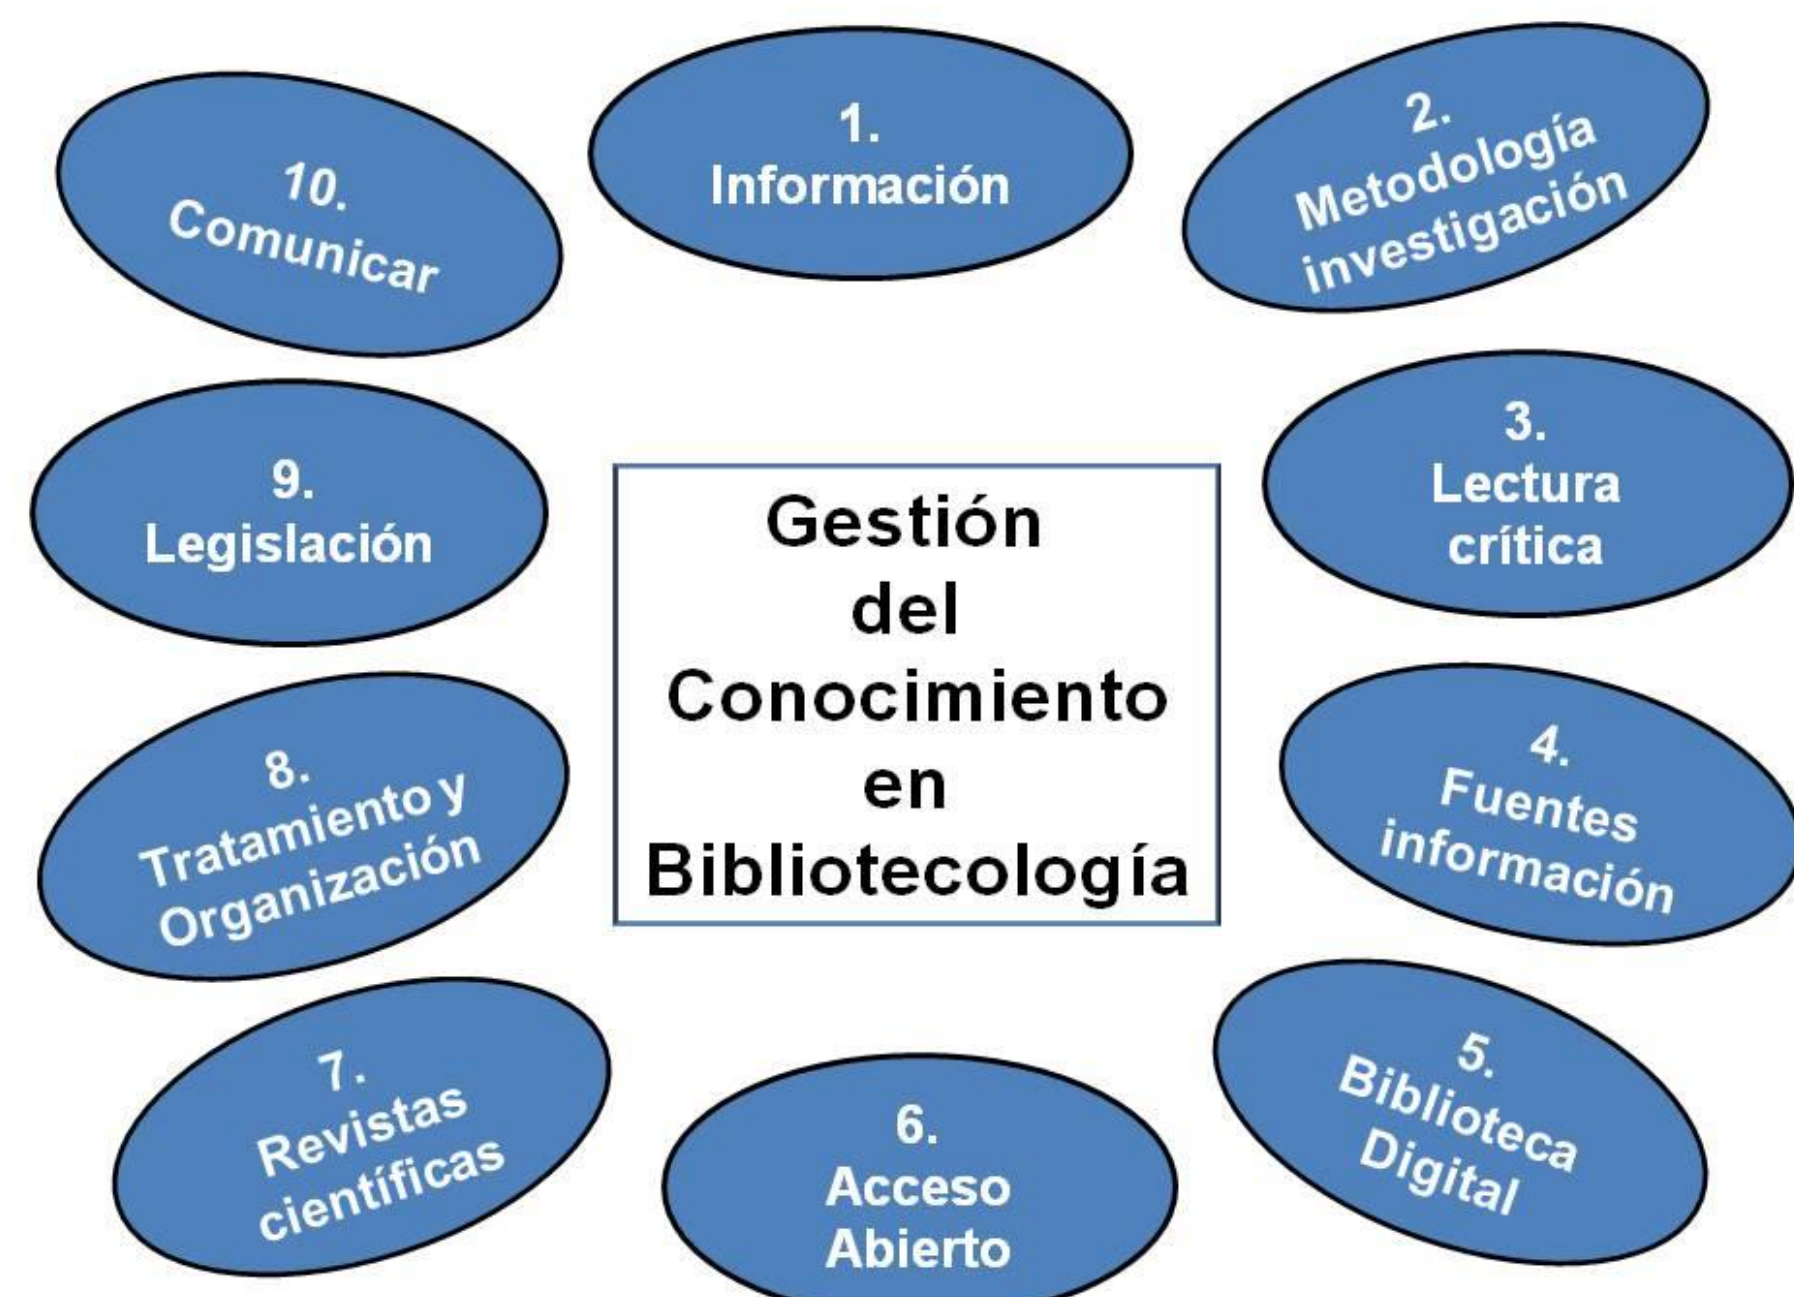 1.
Información
2.
Metodología
investigación
3.
Lectura
crítica
4.
Fuentes
información
5.
Biblioteca
Digital
6.
Acceso
Abierto
7.
Revistas
científicas
8.
Tratamiento y
Organización
9.
Legislación
10.
Comunicar
Gestión
del
Conocimiento
en
Bibliotecología